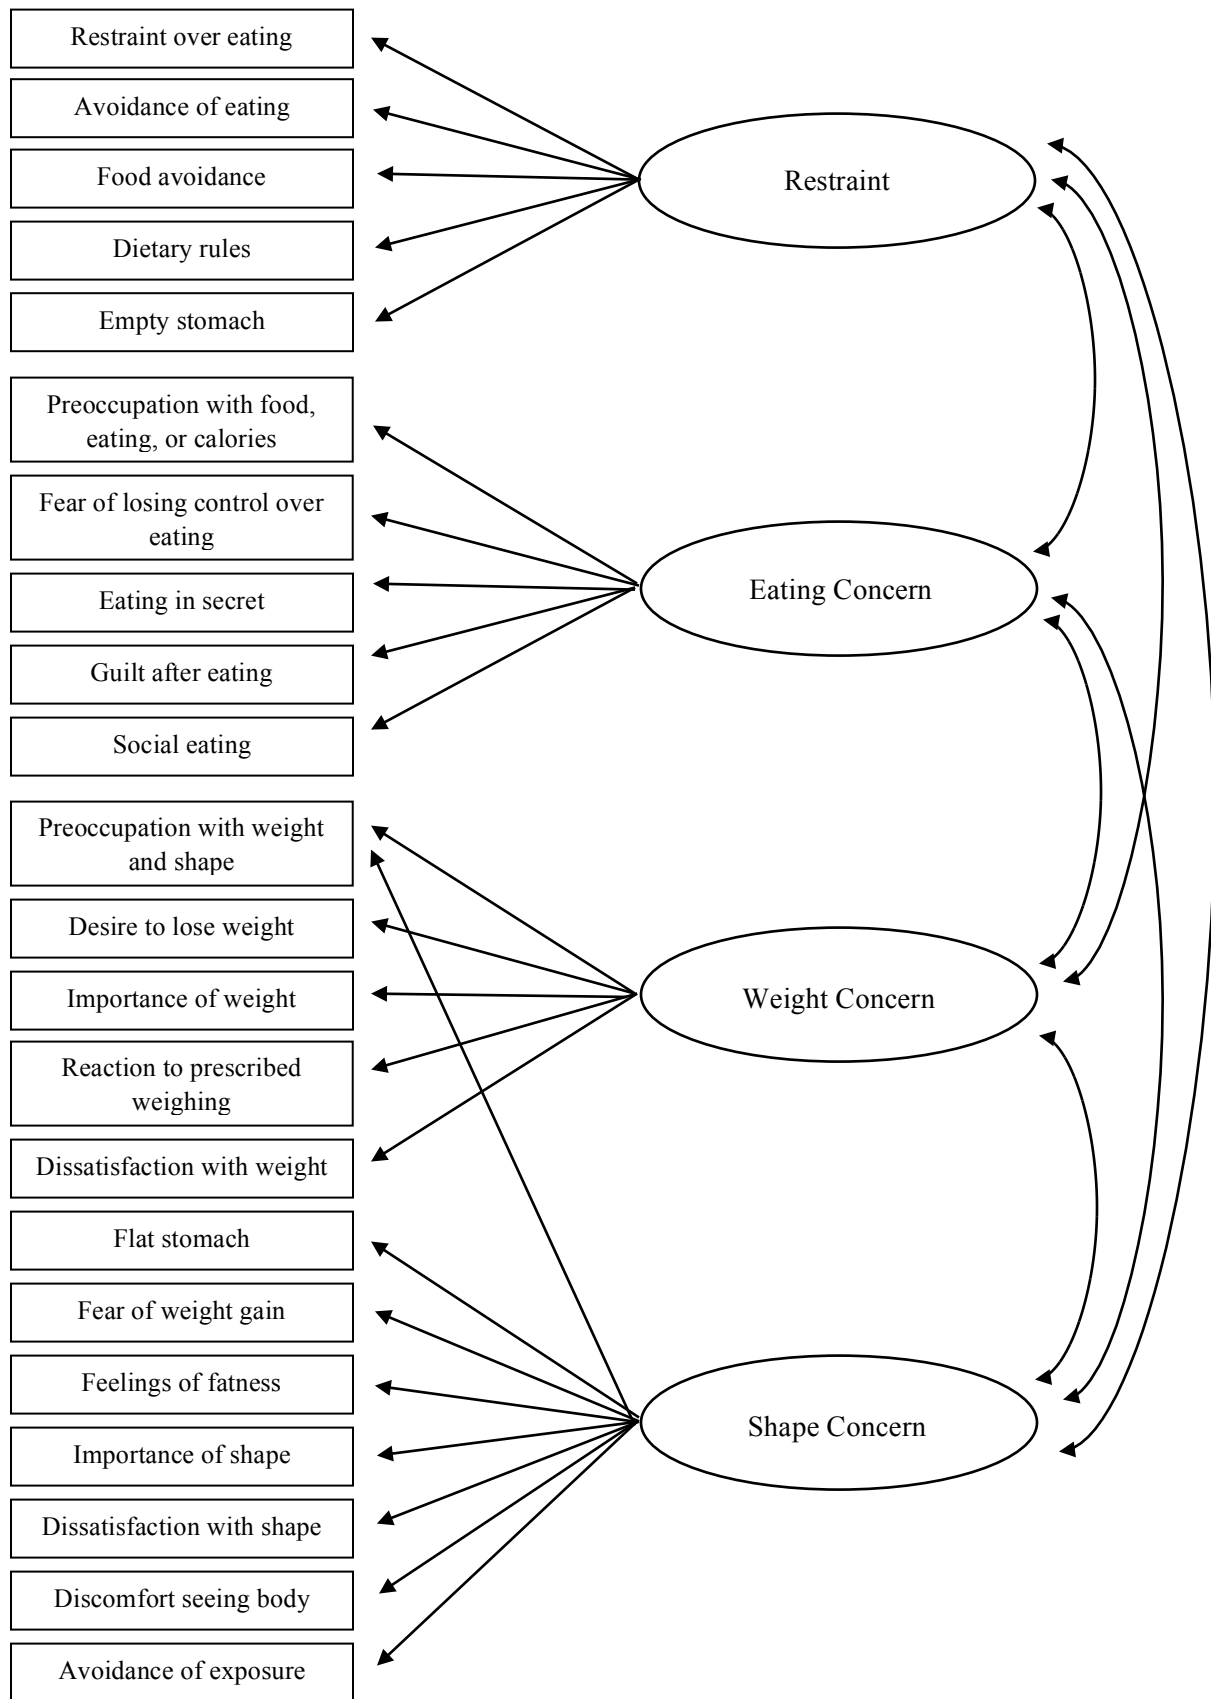 Restraint over eating
Avoidance of eating
Food avoidance
Dietary rules
Empty stomach
Preoccupation with food,
eating, or calories
Fear of losing control over
eating
Eating in secret
Guilt after eating
Social eating
Preoccupation with weight
and shape
Desire to lose weight
Importance of weight
Reaction to prescribed
weighing
Dissatisfaction with weight
Flat stomach
Fear of weight gain
Feelings of fatness
Importance of shape
Dissatisfaction with shape
Discomfort seeing body
Avoidance of exposure
Restraint
Eating Concern
Weight Concern
Shape Concern